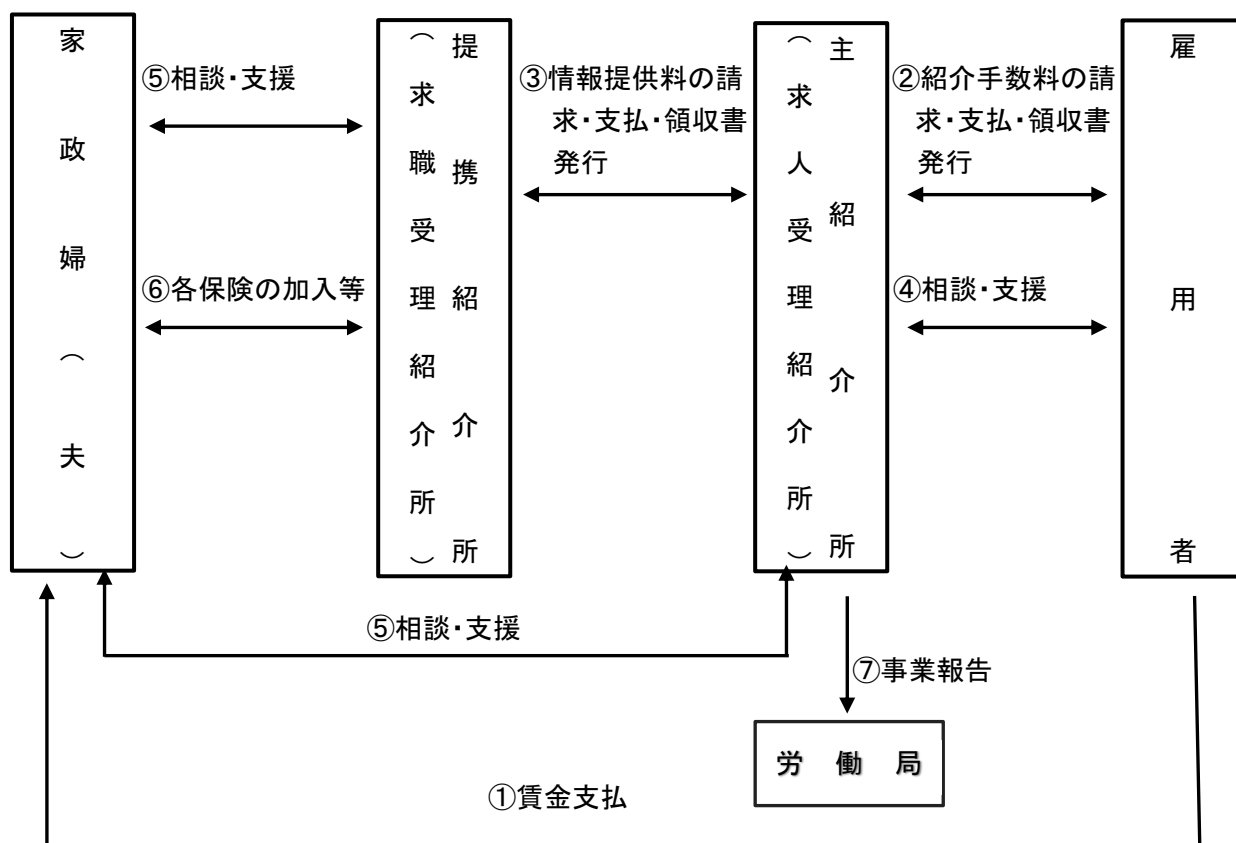 家政婦(夫)
⑤相談・支援
⑥各保険の加入等
提携紹介所
(求職受理紹介所)
③情報提供料の請
求・支払・領収書
発行
主紹介所
(求人受理紹介所)
②紹介手数料の請
求・支払・領収書
発行
④相談・支援
雇用者
⑤相談・支援
⑦事業報告
労働局
①賃金支払